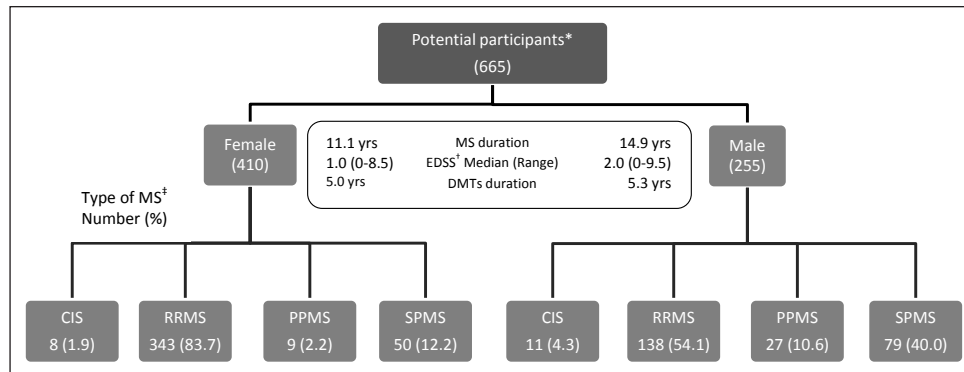 Potential participants*
(665)
Female
(410)
11.1 yrs MS duration 14.9 yrs
1.0 (0-8.5) EDSS† Median (Range) 2.0 (0-9.5)
5.0 yrs DMTs duration 5.3 yrs
Male
(255)
Type of MS‡
Number (%)
CIS
8 (1.9)
RRMS
343 (83.7)
PPMS
9 (2.2)
SPMS
50 (12.2)
CIS
11 (4.3)
RRMS
138 (54.1)
PPMS
27 (10.6)
SPMS
79 (40.0)